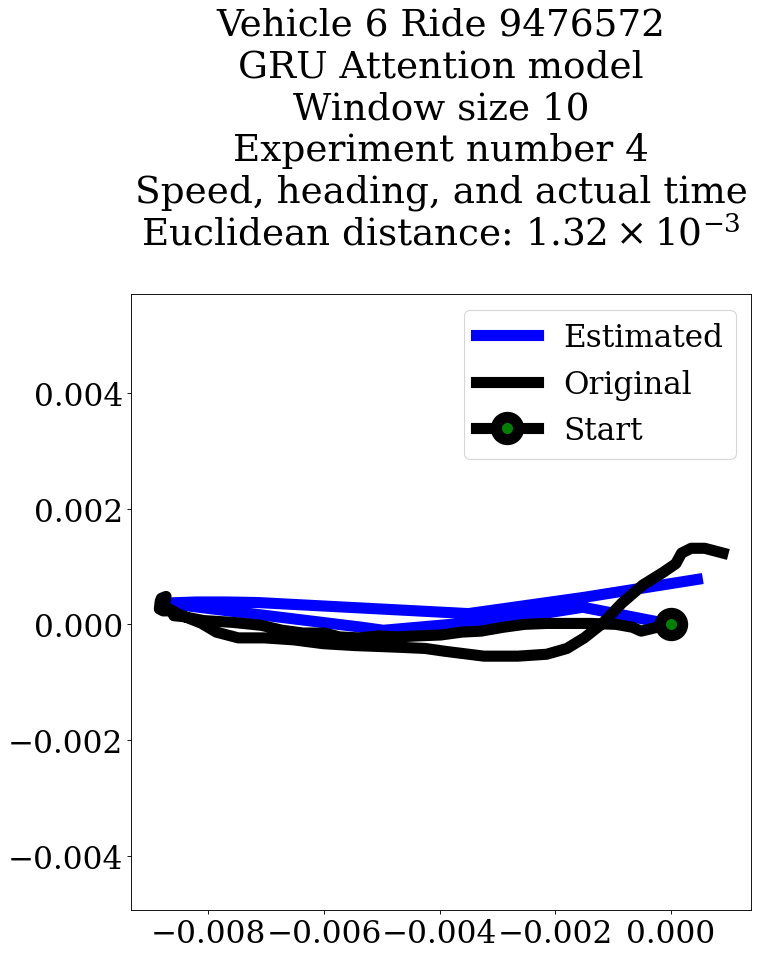 Vehicle 6 Ride 9476572
GRU Attention model
Window size 10
Experiment number 4
Speed, heading, and actual time
Euclidean distance: 1.32 × 10⁻³
Estimated
Original
Start
0.004
0.002
0.000
−0.002
−0.004
−0.008 −0.006 −0.004 −0.002 0.000